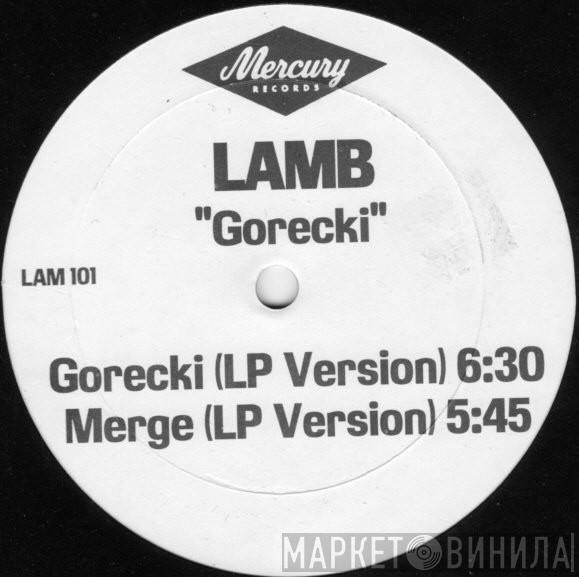 Mercury
RECORDS
LAMB
"Gorecki"
LAM 101
Gorecki (LP Version) 6:30
Merge (LP Version) 5:45
МАРКЕТ ВИНИЛА